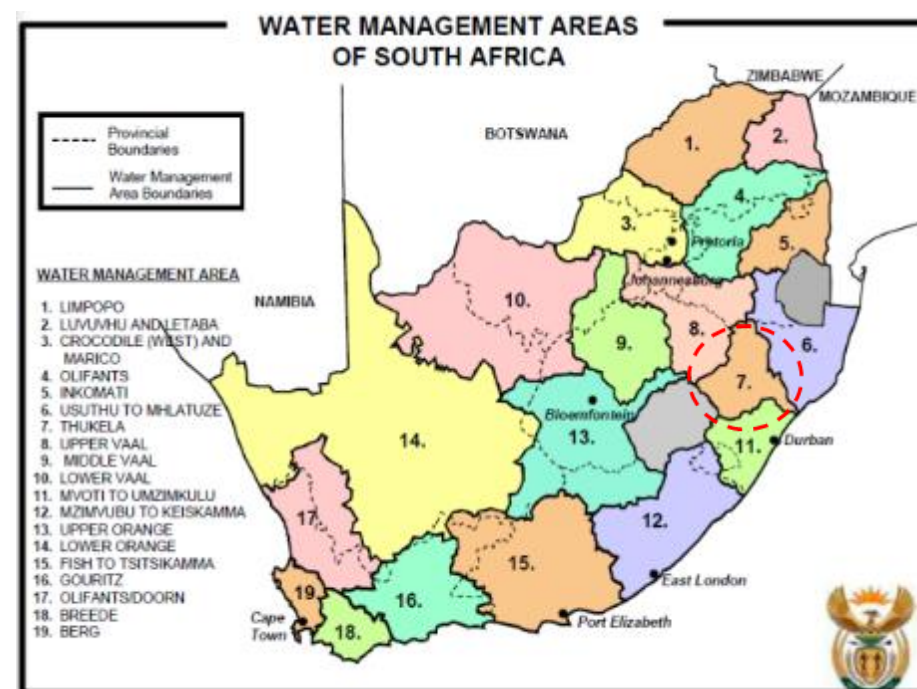 WATER MANAGEMENT AREAS
OF SOUTH AFRICA
ZIMBABWE
MOZAMBIQUE
BOTSWANA
Provincial
Boundaries
Water Management
Area Boundaries
1.
2.
4.
3.
Pretoria
5.
Johannesburg
WATER MANAGEMENT AREA
NAMIBIA
10.
8.
9.
6.
7.
1. LIMPOPO
2 LUVUVHU AND LETABA
3. CROCODILE (WEST) AND
MARICO
4 OLIFANTS
5 INKOMATI
6 USUTHU TO MHLATUZE
7. THUKELA
8. UPPER VAAL
9. MIDDLE VAAL
10. LOWER VAAL
11. MVOTI TO UMZIMKULU
12. MZIMVUBU TO KEISKAMMA
13. UPPER ORANGE
14. LOWER ORANGE
15. FISH TO TSITSIKAMMA
16. GOURITZ
17. OLIFANTS/DOORN
18. BREEDE
19. BERG
Bloemfontein
14.
13.
11.
Durban
17
12.
15.
East London
16.
19.
Cape
Town
18.
Port Elizabeth